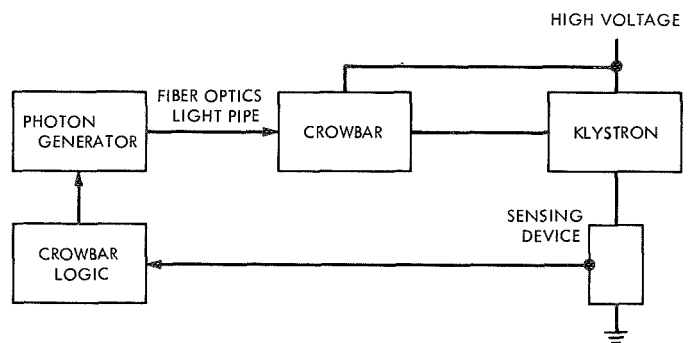 HIGH VOLTAGE
FIBER OPTICS
LIGHT PIPE
PHOTON
GENERATOR
CROWBAR
KLYSTRON
SENSING
DEVICE
CROWBAR
LOGIC